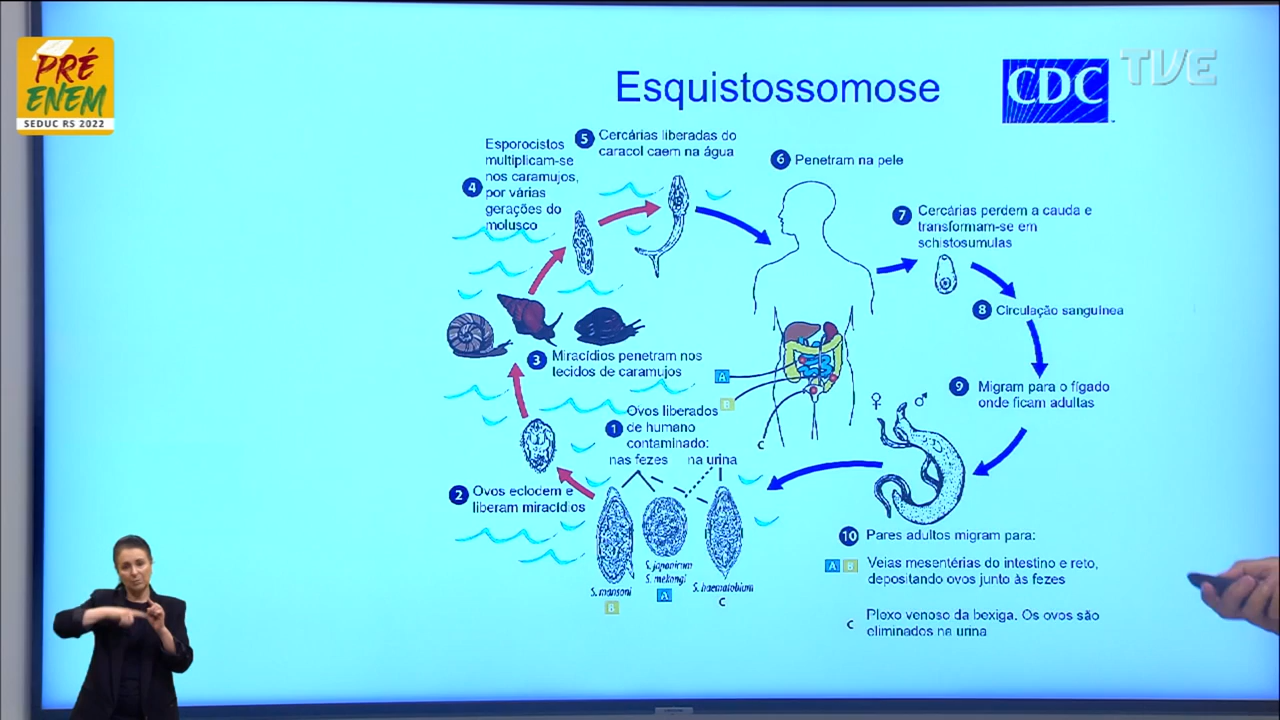 PRÉ
ENEM
SEDUC RS 2022
Esquistossomose
CDC
TVE
Esporocistos
multiplicam-se
nos caramujos,
4 por várias
gerações do
molusco
5 Cercárias liberadas do
caracol caem na água
6 Penetram na pele
7 Cercárias perdem a cauda e
transformam-se em
schistosumulas
8 Circulação sanguínea
9 Migram para o fígado
onde ficam adultas
3 Miracídios penetram nos
tecidos de caramujos
A
B
C
Ovos liberados
1 de humano
contaminado:
nas fezes na urina
2 Ovos eclodem e
liberam miracídios
S. mansoni
B
S. japonicum
S. mekongi
A
S. haematobium
C
♀ ♂
10 Pares adultos migram para:
A B Veias mesentérias do intestino e reto,
depositando ovos junto às fezes
C Plexo venoso da bexiga. Os ovos são
eliminados na urina